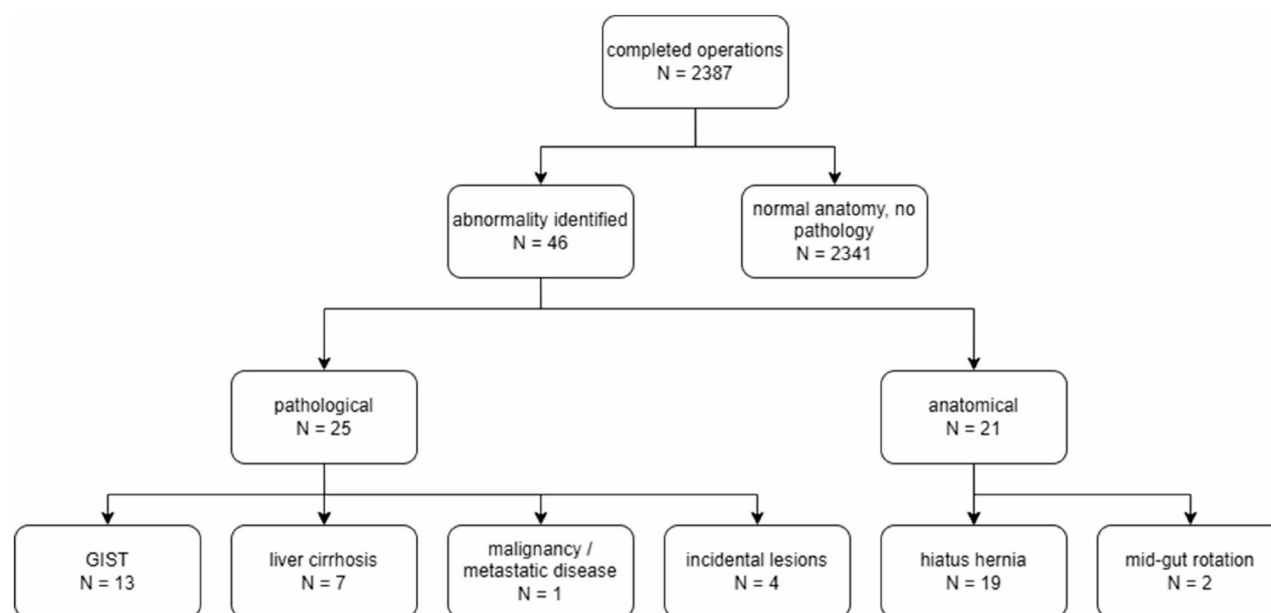 completed operations
N = 2387
abnormality identified
N = 46
normal anatomy, no
pathology
N = 2341
pathological
N = 25
anatomical
N = 21
GIST
N = 13
liver cirrhosis
N = 7
malignancy /
metastatic disease
N = 1
incidental lesions
N = 4
hiatus hernia
N = 19
mid-gut rotation
N = 2